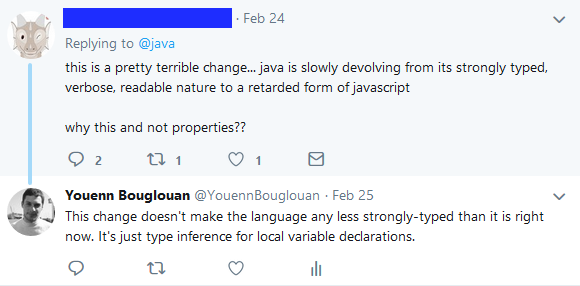 · Feb 24
Replying to @java
this is a pretty terrible change... java is slowly devolving from its strongly typed,
verbose, readable nature to a retarded form of javascript
why this and not properties??
2 1 1
Youenn Bouglouan @YouennBouglouan · Feb 25
This change doesn't make the language any less strongly-typed than it is right
now. It's just type inference for local variable declarations.